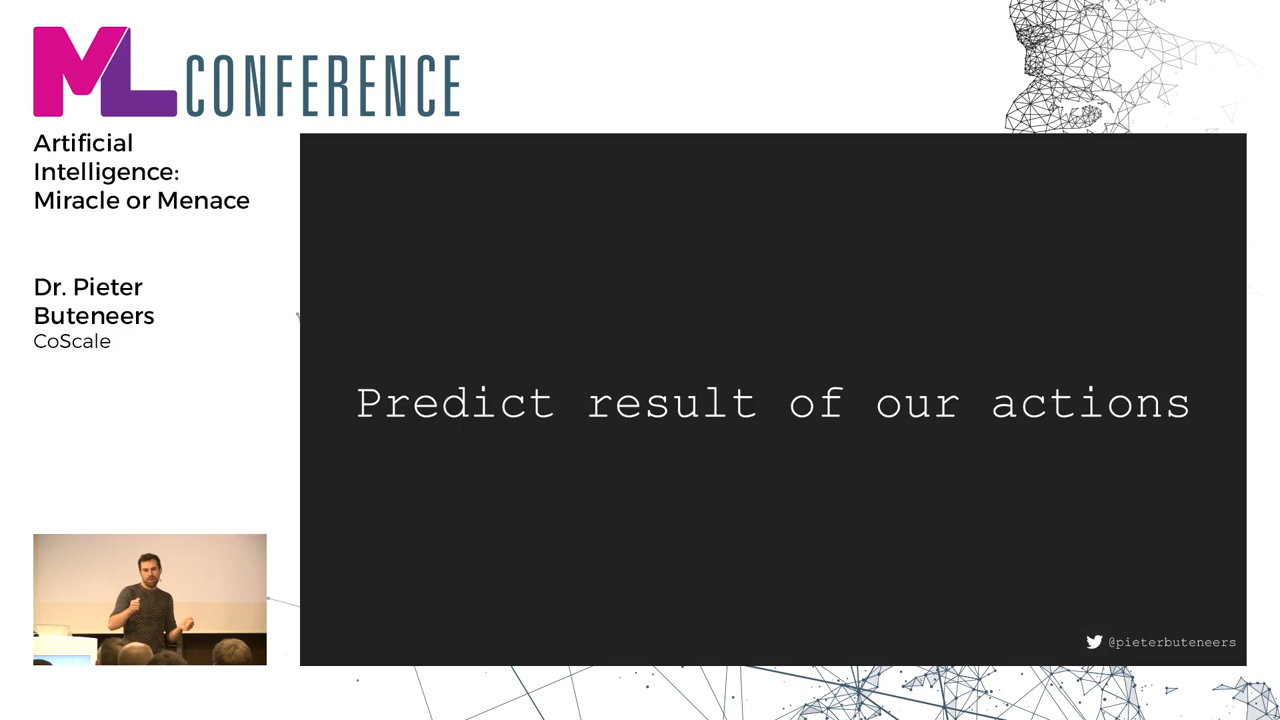 ML CONFERENCE
Artificial
Intelligence:
Miracle or Menace
Dr. Pieter
Buteneers
CoScale
Predict result of our actions
@pieterbuteneers